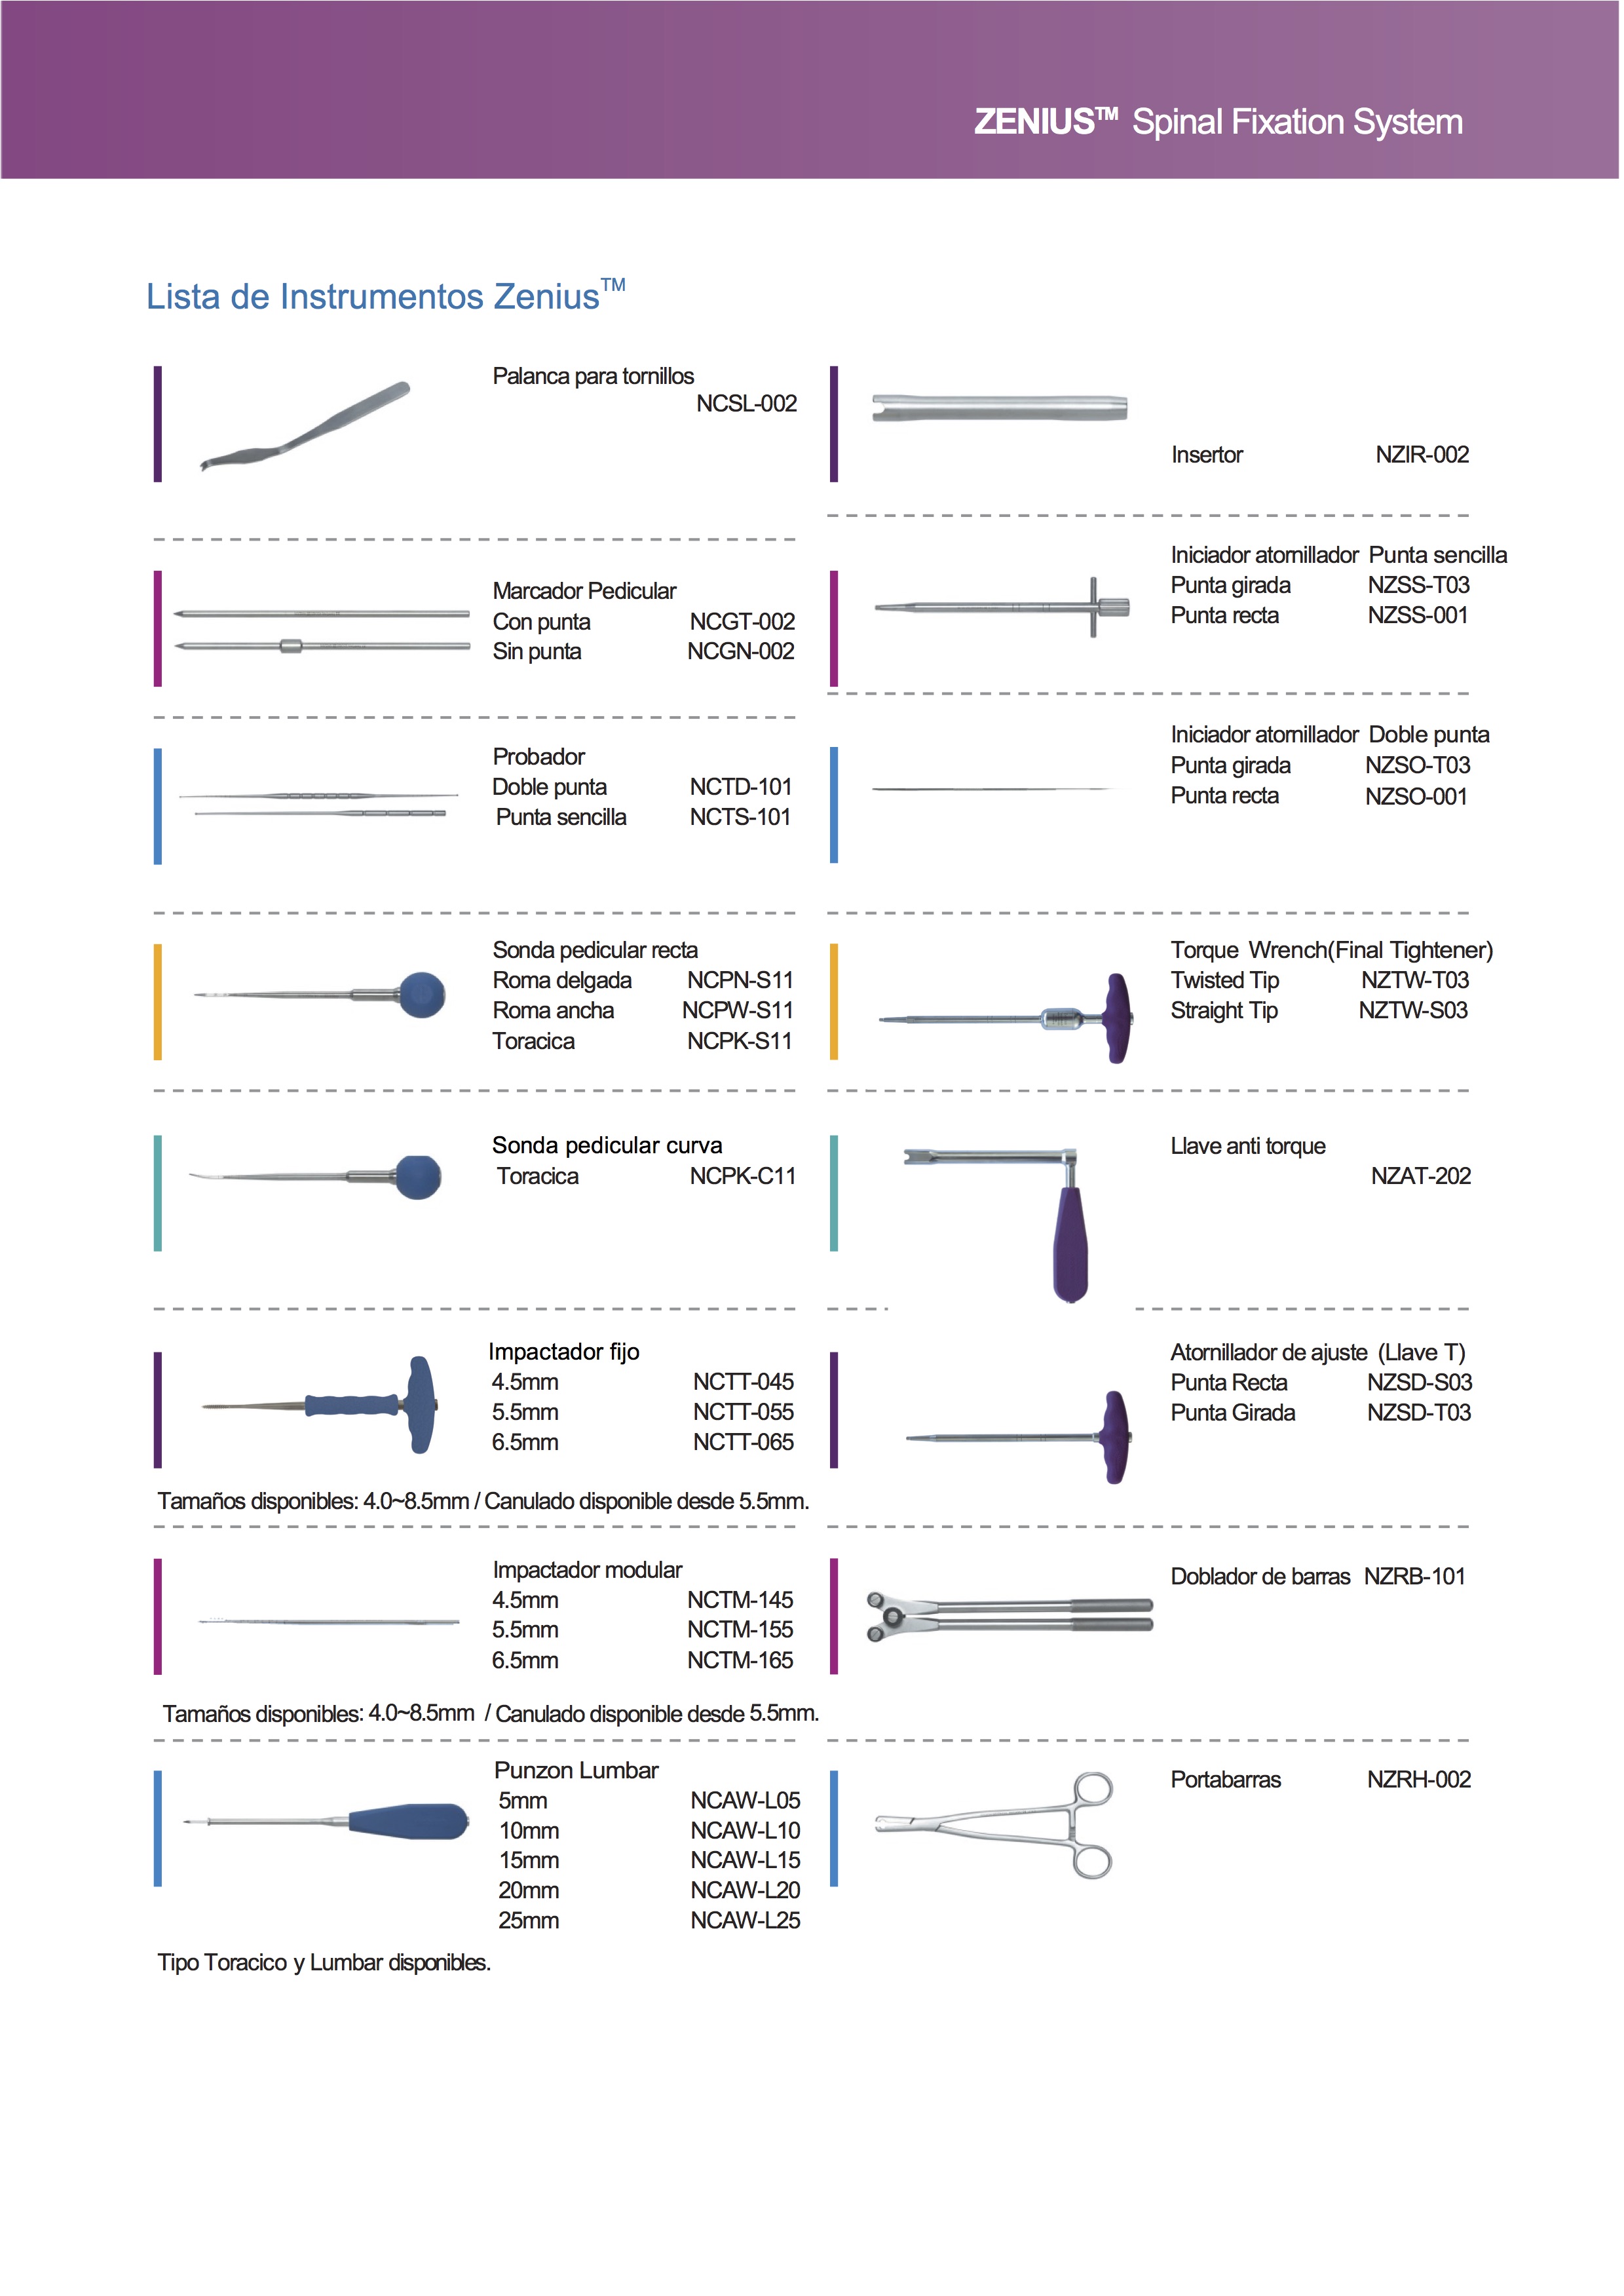 ZENIUS™ Spinal Fixation System
Lista de Instrumentos Zenius™
Palanca para tornillos
NCSL-002
Marcador Pedicular
Con punta NCGT-002
Sin punta NCGN-002
Probador
Doble punta NCTD-101
Punta sencilla NCTS-101
Sonda pedicular recta
Roma delgada NCPN-S11
Roma ancha NCPW-S11
Toracica NCPK-S11
Sonda pedicular curva
Toracica NCPK-C11
Impactador fijo
4.5mm NCTT-045
5.5mm NCTT-055
6.5mm NCTT-065
Tamaños disponibles: 4.0~8.5mm / Canulado disponible desde 5.5mm.
Impactador modular
4.5mm NCTM-145
5.5mm NCTM-155
6.5mm NCTM-165
Tamaños disponibles: 4.0~8.5mm / Canulado disponible desde 5.5mm.
Punzon Lumbar
5mm NCAW-L05
10mm NCAW-L10
15mm NCAW-L15
20mm NCAW-L20
25mm NCAW-L25
Tipo Toracico y Lumbar disponibles.
Insertor NZIR-002
Iniciador atornillador Punta sencilla
Punta girada NZSS-T03
Punta recta NZSS-001
Iniciador atornillador Doble punta
Punta girada NZSO-T03
Punta recta NZSO-001
Torque Wrench(Final Tightener)
Twisted Tip NZTW-T03
Straight Tip NZTW-S03
Llave anti torque
NZAT-202
Atornillador de ajuste (Llave T)
Punta Recta NZSD-S03
Punta Girada NZSD-T03
Doblador de barras NZRB-101
Portabarras NZRH-002